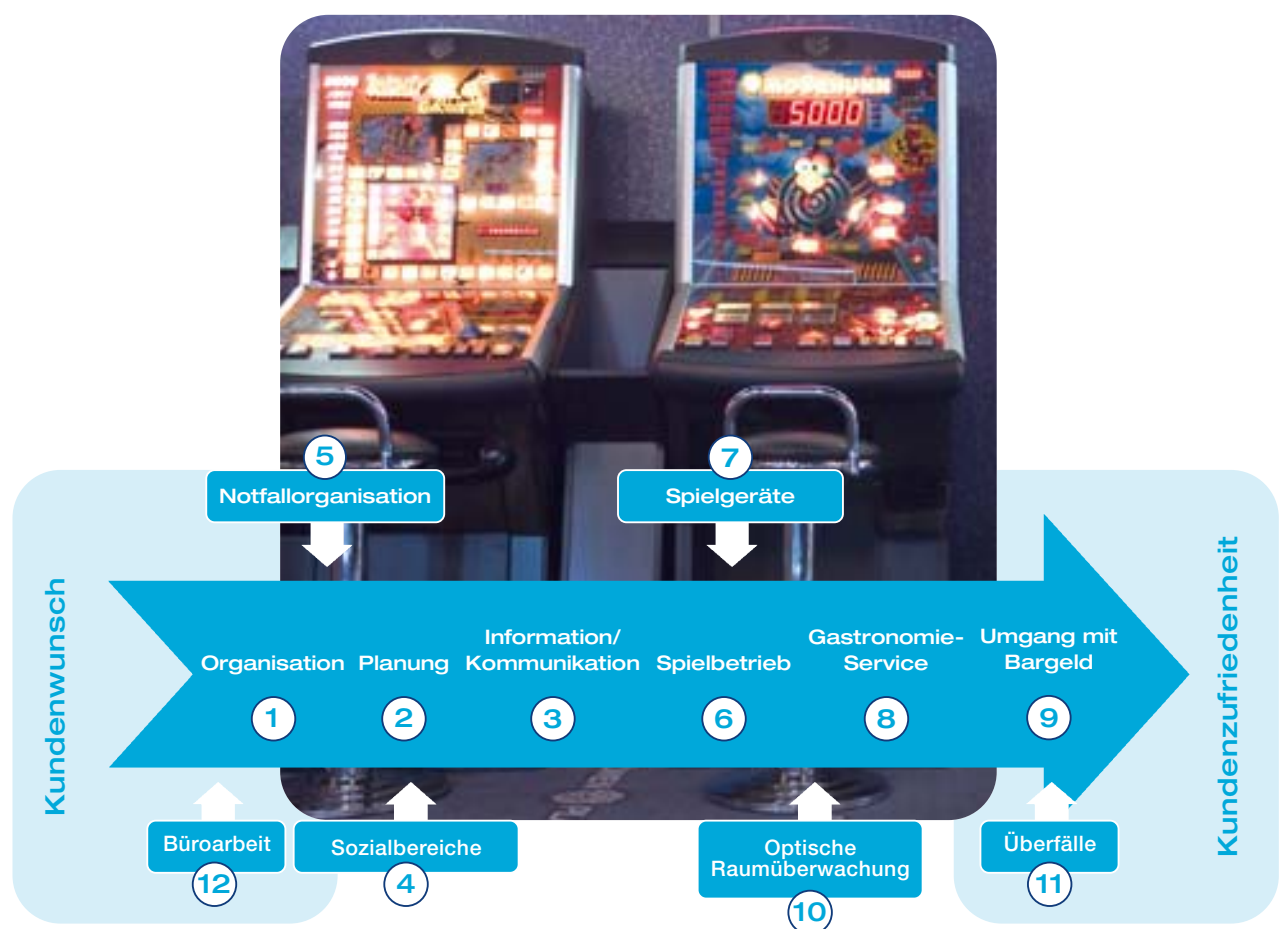 MOORHUHN
5000
5
Notfallorganisation
7
Spielgeräte
Kundenwunsch
Kundenzufriedenheit
Organisation
1
Planung
2
Information/
Kommunikation
3
Spielbetrieb
6
Gastronomie-
Service
8
Umgang mit
Bargeld
9
Büroarbeit
12
Sozialbereiche
4
Optische
Raumüberwachung
10
Überfälle
11